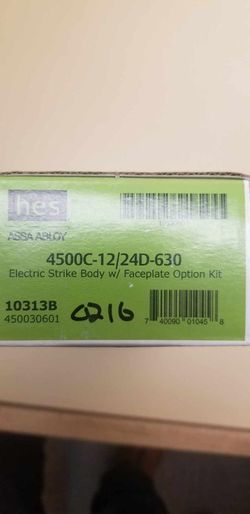 hes
ASSA ABLOY
4500C-12/24D-630
Electric Strike Body w/ Faceplate Option Kit
10313B
450030601
0216
7 40090 01045 8